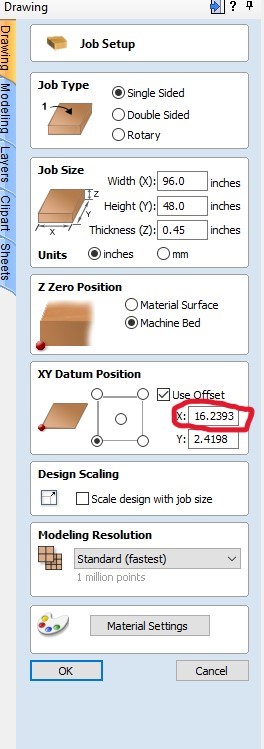 Drawing
?
Drawing
Modeling
Layers
Clipart
Sheets
Job Setup
Job Type
1
Single Sided
Double Sided
Rotary
Job Size
Z
Y
X
Width (X): 96.0 inches
Height (Y): 48.0 inches
Thickness (Z): 0.45 inches
Units inches mm
Z Zero Position
Material Surface
Machine Bed
XY Datum Position
Use Offset
X: 16.2393
Y: 2.4198
Design Scaling
Scale design with job size
Modeling Resolution
Standard (fastest)
1 million points
Material Settings
OK Cancel